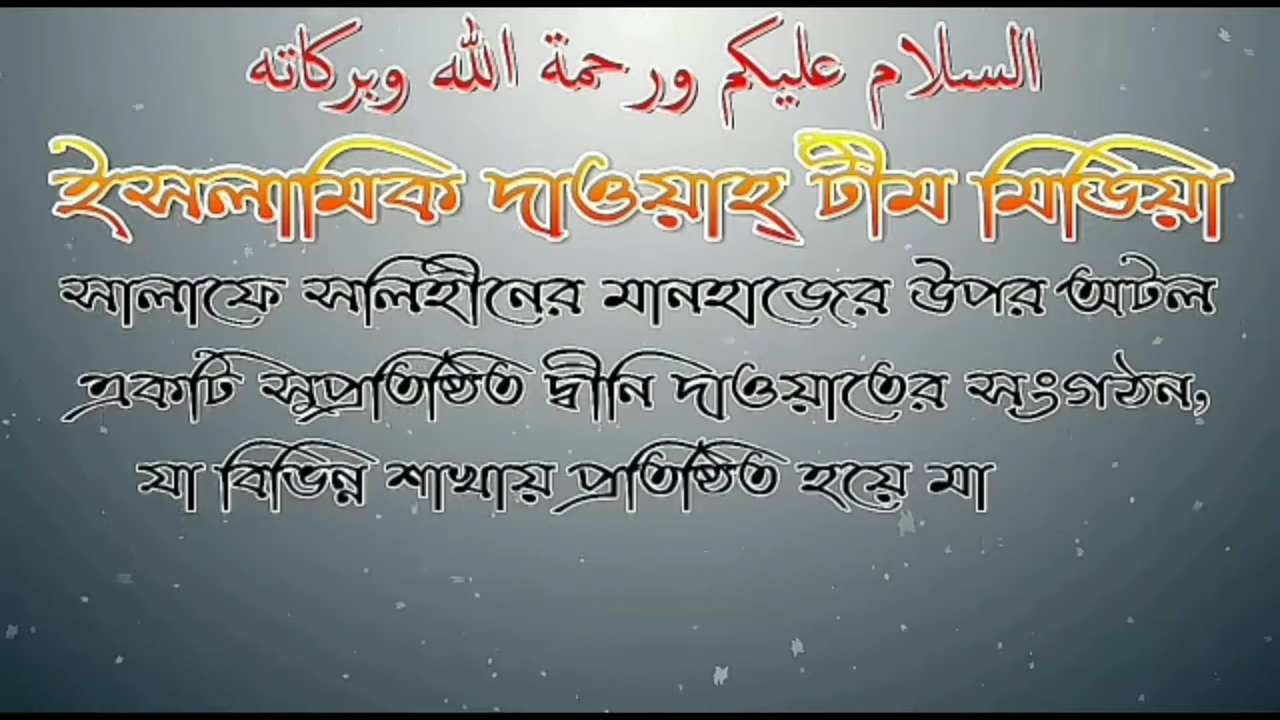 السلام عليكم ورحمة الله وبركاته
ইসলামিক দাওয়াহ্ টীম মিডিয়া
সালাফে সলিহীনের মানহাজের উপর অটল
একটি সুপ্রতিষ্ঠিত দ্বীনি দাওয়াতের সংগঠন,
যা বিভিন্ন শাখায় প্রতিষ্ঠিত হয়ে মা